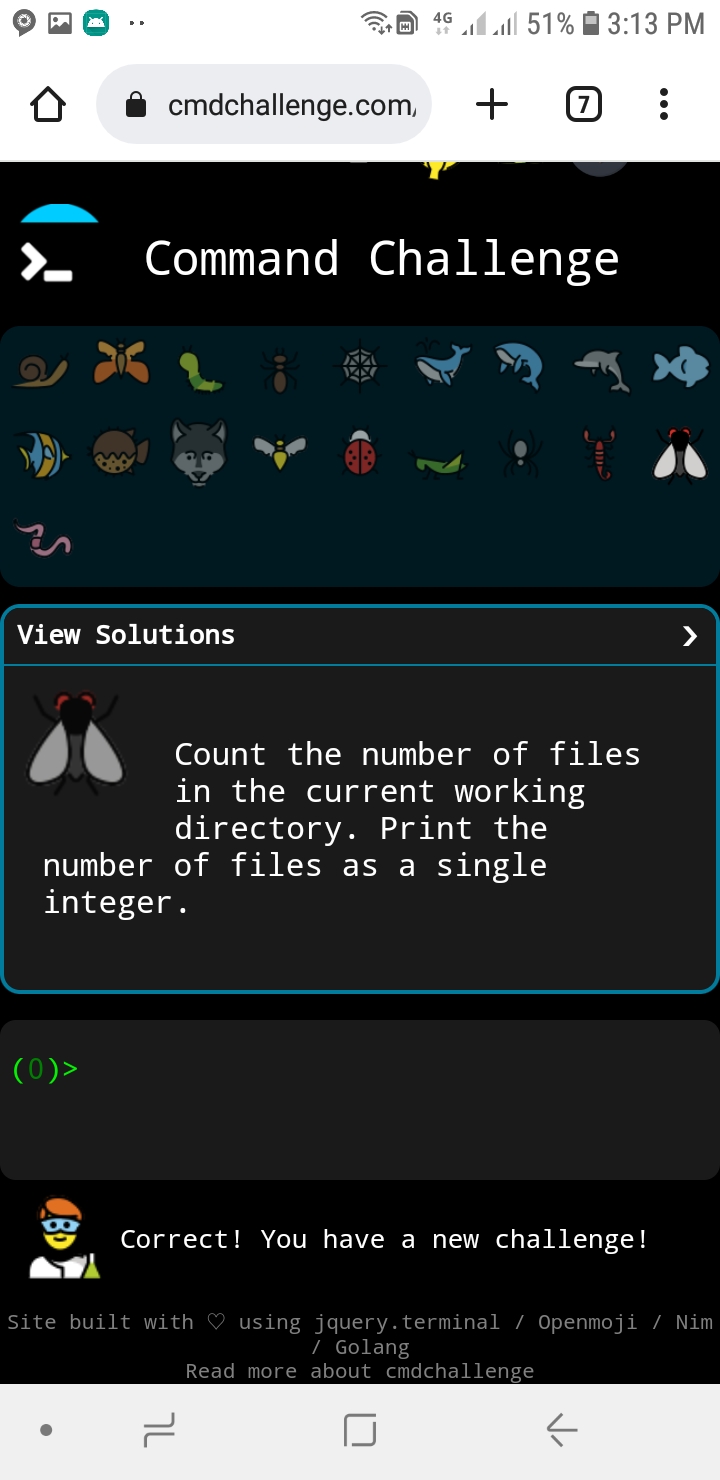 4G 51% 3:13 PM
cmdchallenge.com/ 7
Command Challenge
View Solutions
Count the number of files
in the current working
directory. Print the
number of files as a single
integer.
(0)>
Correct! You have a new challenge!
Site built with ♡ using jquery.terminal / Openmoji / Nim
/ Golang
Read more about cmdchallenge